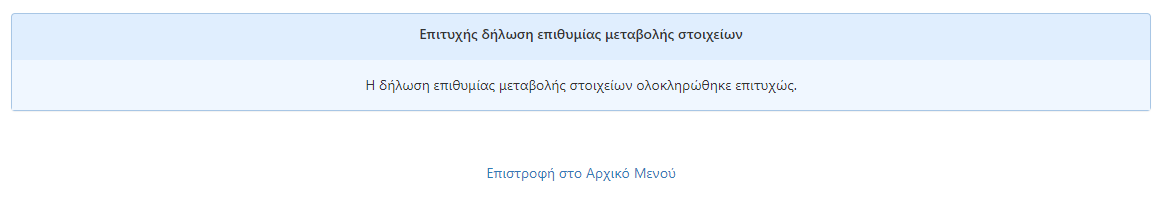 Επιτυχής δήλωση επιθυμίας μεταβολής στοιχείων
Η δήλωση επιθυμίας μεταβολής στοιχείων ολοκληρώθηκε επιτυχώς.
Επιστροφή στο Αρχικό Μενού